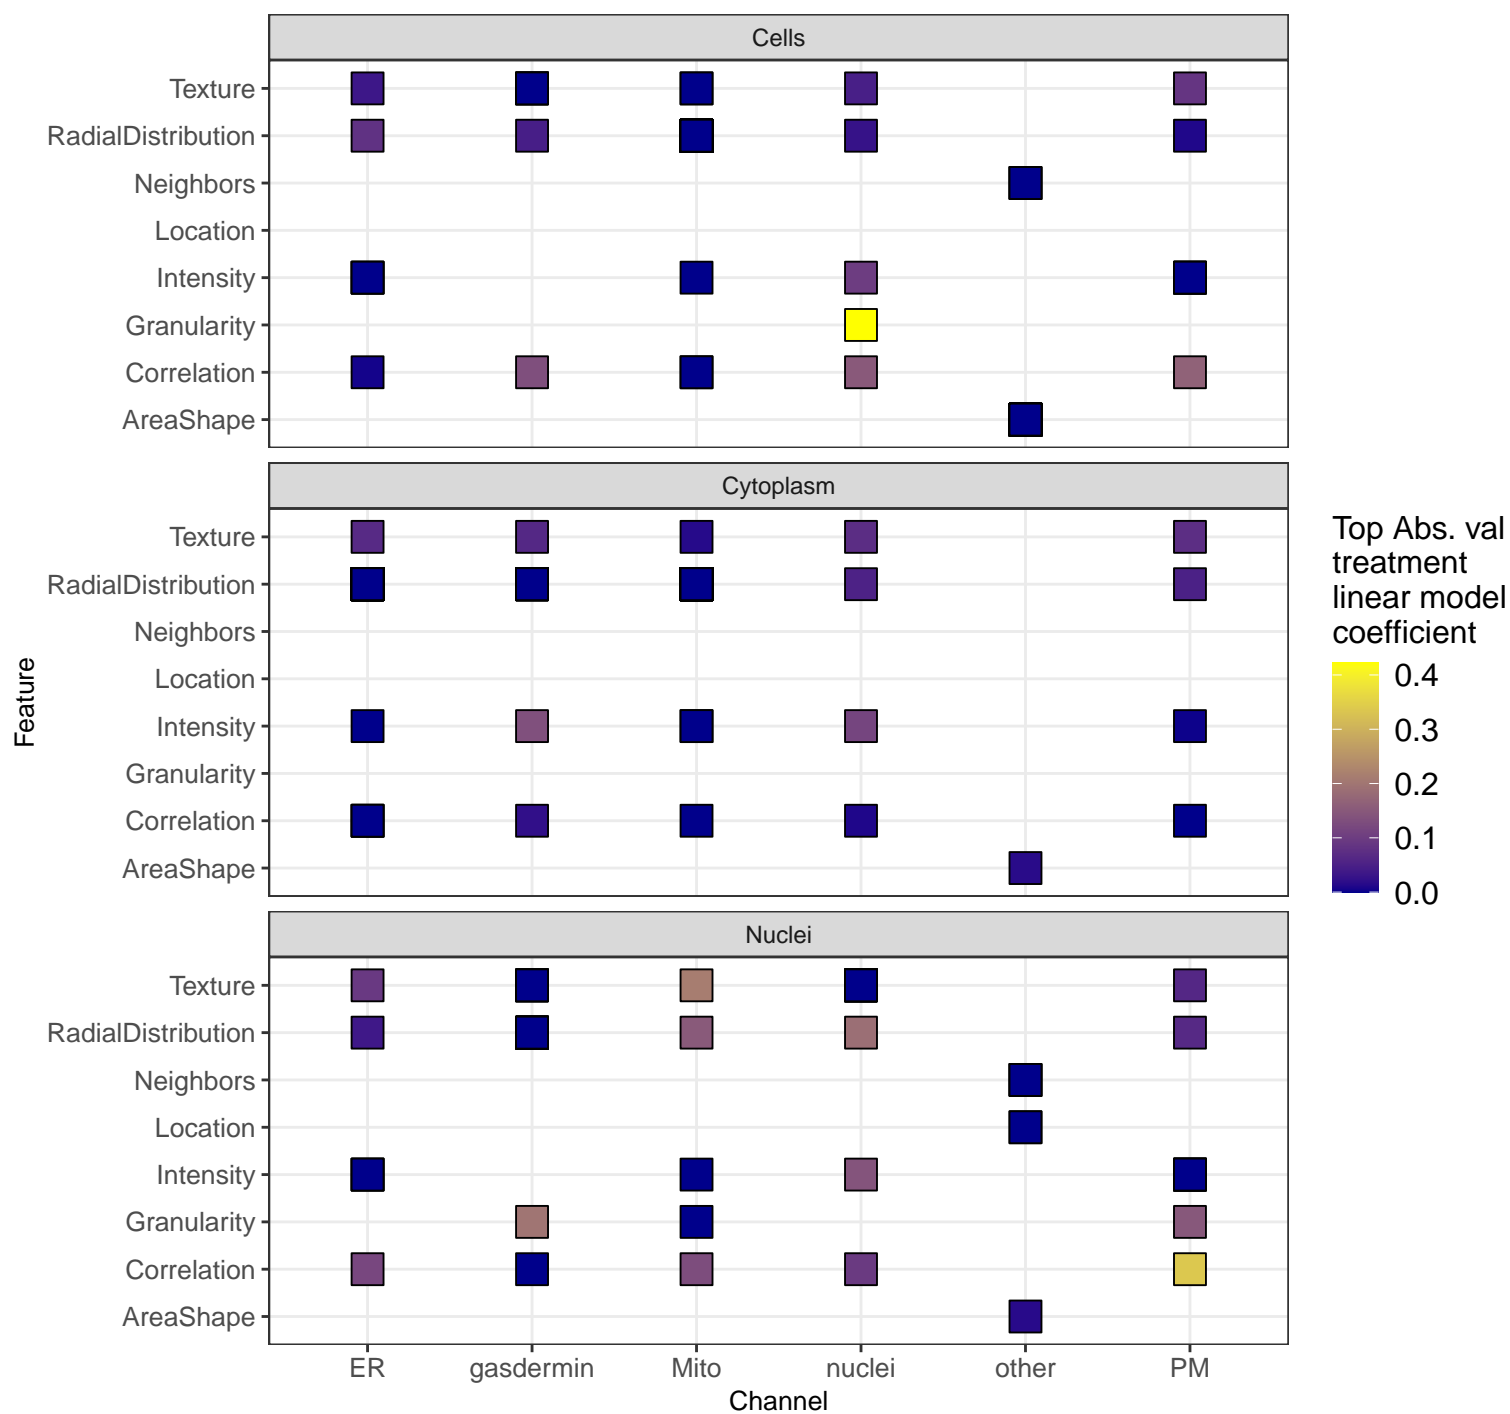 Cells
Texture
RadialDistribution
Neighbors
Location
Intensity
Granularity
Correlation
AreaShape
Cytoplasm
Texture
RadialDistribution
Neighbors
Location
Intensity
Granularity
Correlation
AreaShape
Nuclei
Texture
RadialDistribution
Neighbors
Location
Intensity
Granularity
Correlation
AreaShape
ER gasdermin Mito nuclei other PM
Channel
Feature
Top Abs. val
treatment
linear model
coefficient
0.4
0.3
0.2
0.1
0.0